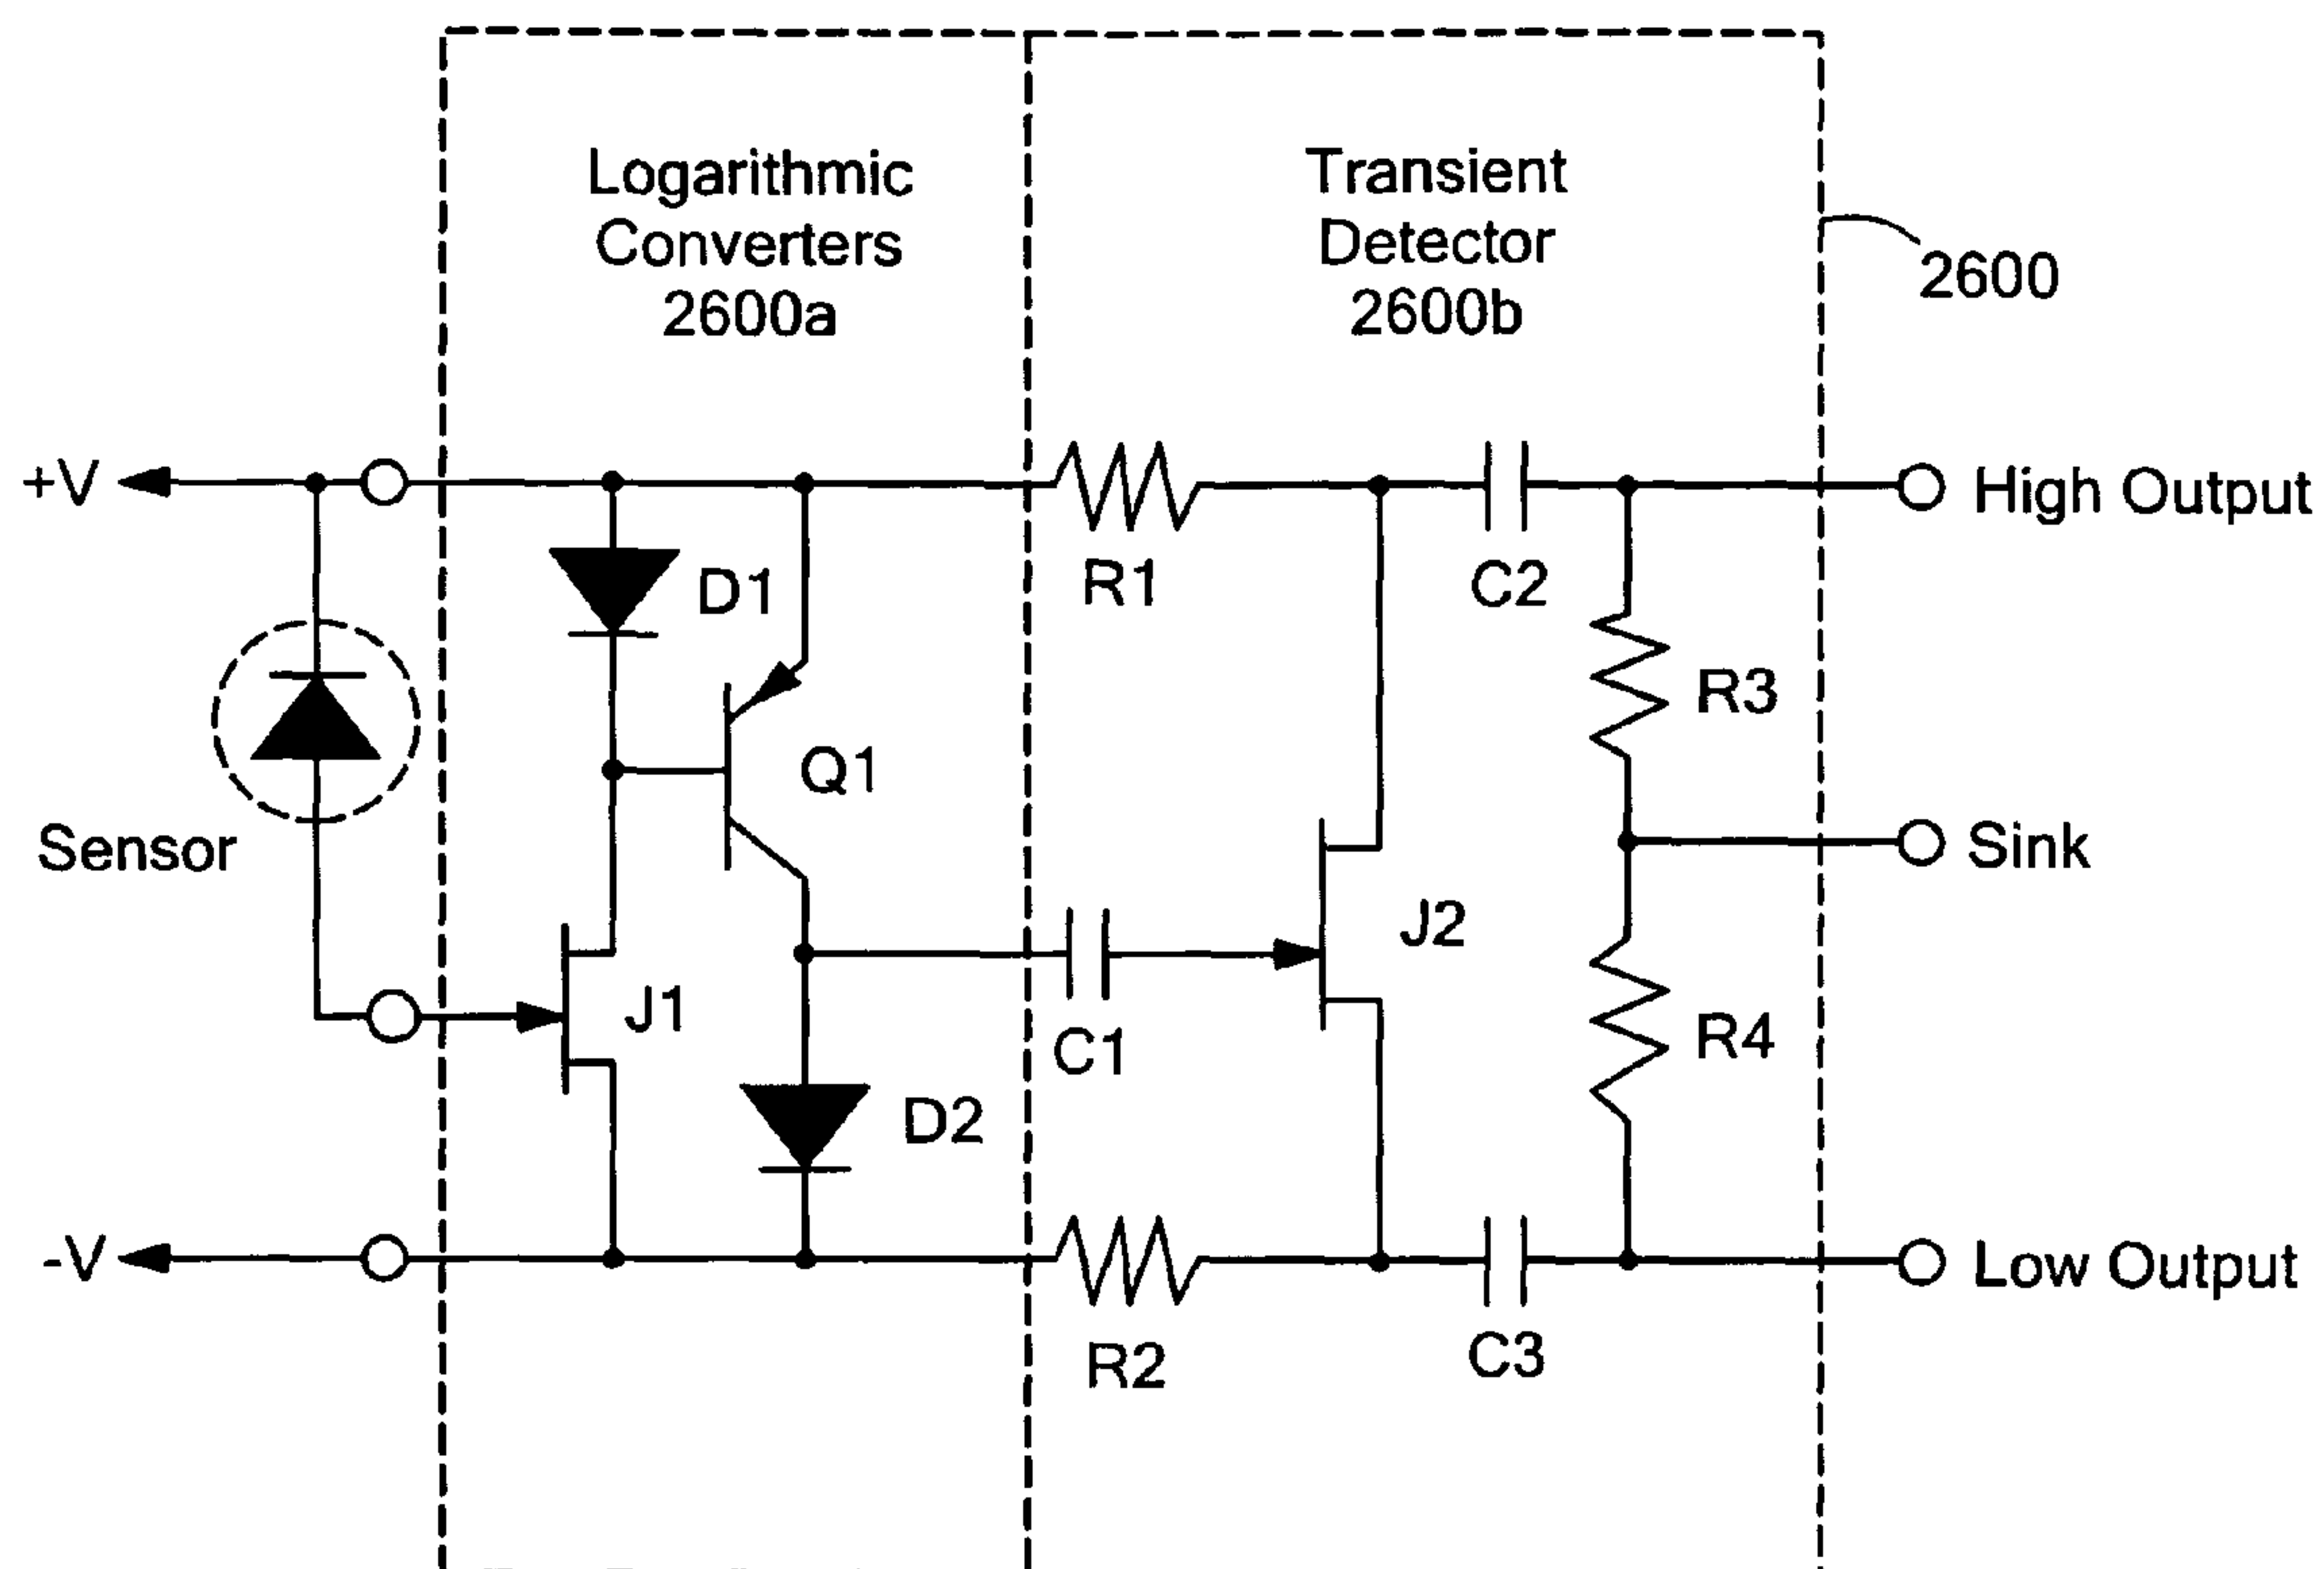 Logarithmic
Converters
2600a
Transient
Detector
2600b
2600
+V
High Output
D1
R1
C2
R3
Q1
Sensor
Sink
J2
J1
C1
R4
D2
-V
Low Output
R2
C3